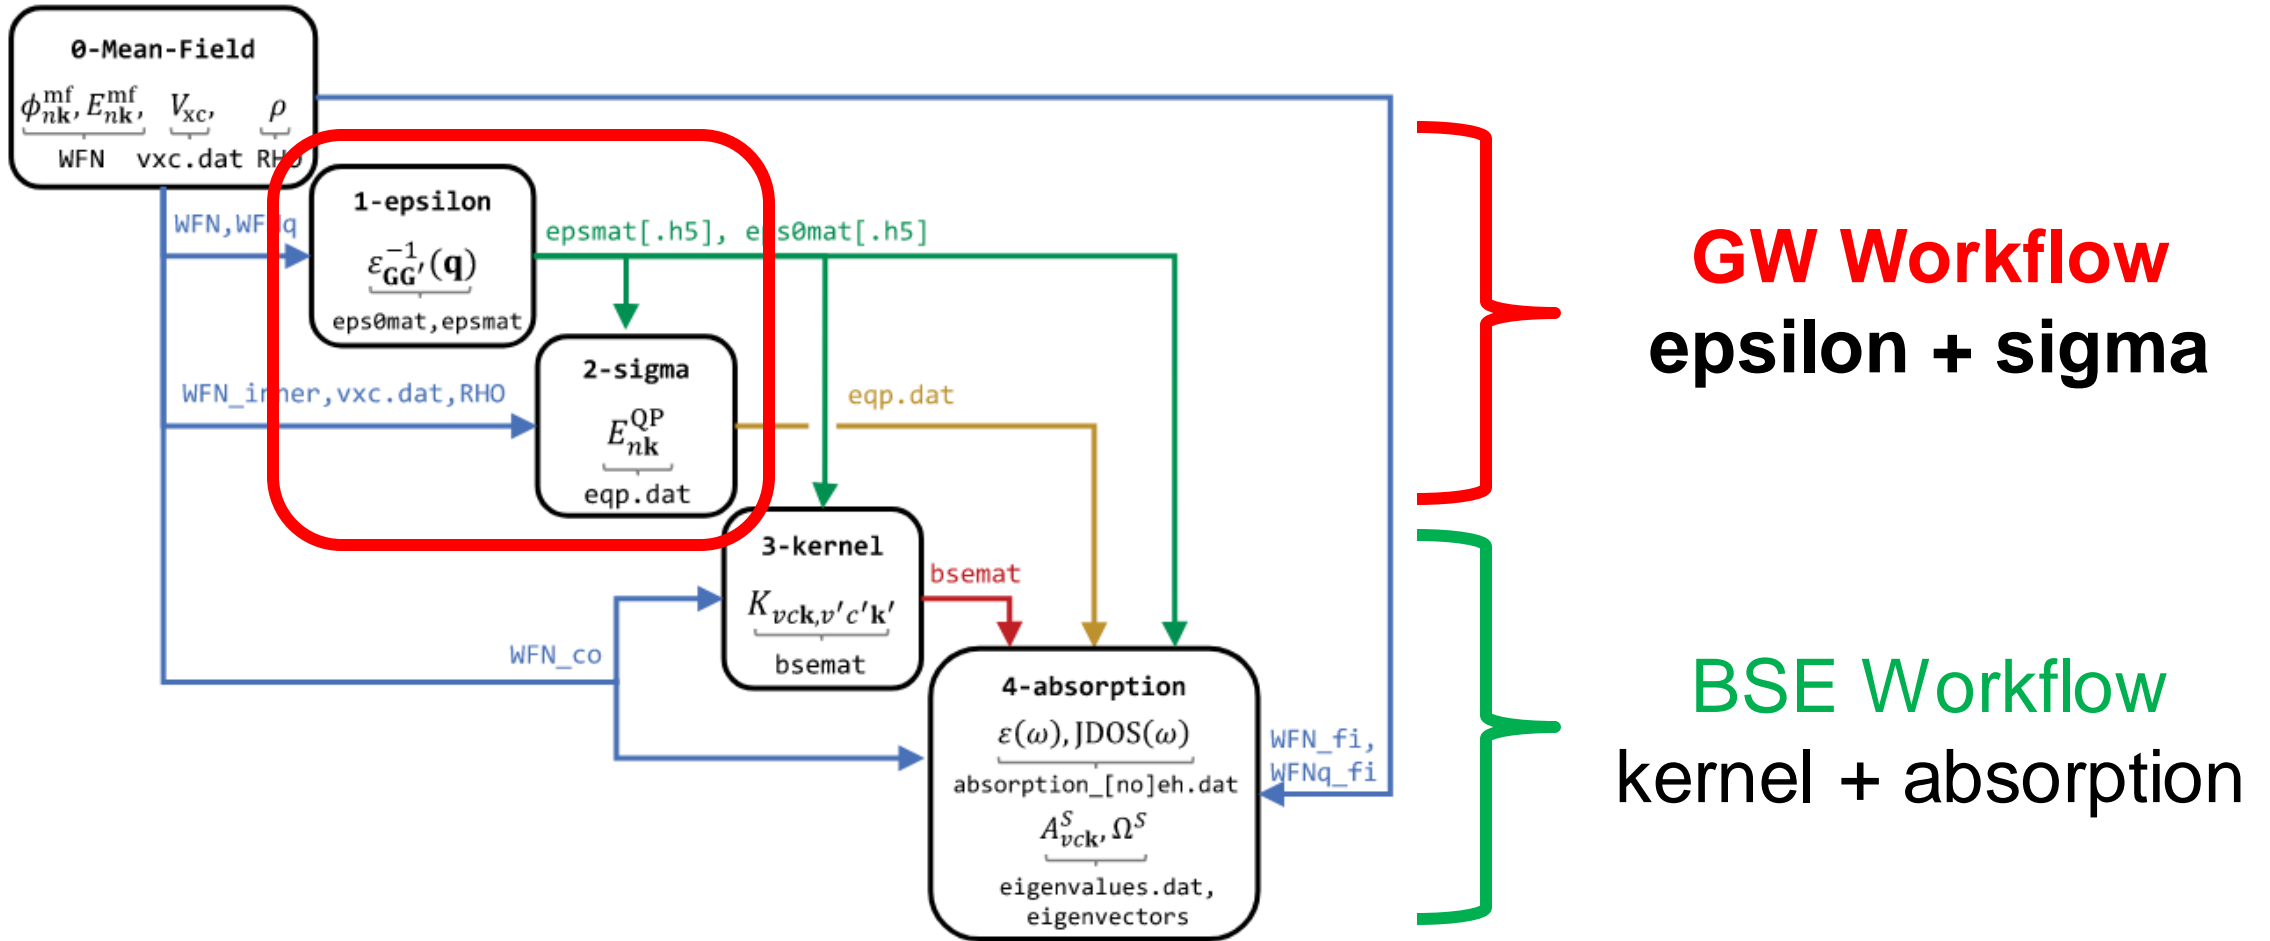 0-Mean-Field
ϕ^mf_nk, E^mf_nk, V_xc, ρ
WFN vxc.dat RHO
1-epsilon
ε^-1_GG′(q)
eps0mat,epsmat
WFN,WFNq
epsmat[.h5], eps0mat[.h5]
2-sigma
E^QP_nk
eqp.dat
WFN_inner,vxc.dat,RHO
eqp.dat
3-kernel
K_vck,v′c′k′
bsemat
bsemat
WFN_co
4-absorption
ε(ω), JDOS(ω)
absorption_[no]eh.dat
A^S_vck, Ω^S
eigenvalues.dat,
eigenvectors
WFN_fi,
WFNq_fi
GW Workflow
epsilon + sigma
BSE Workflow
kernel + absorption